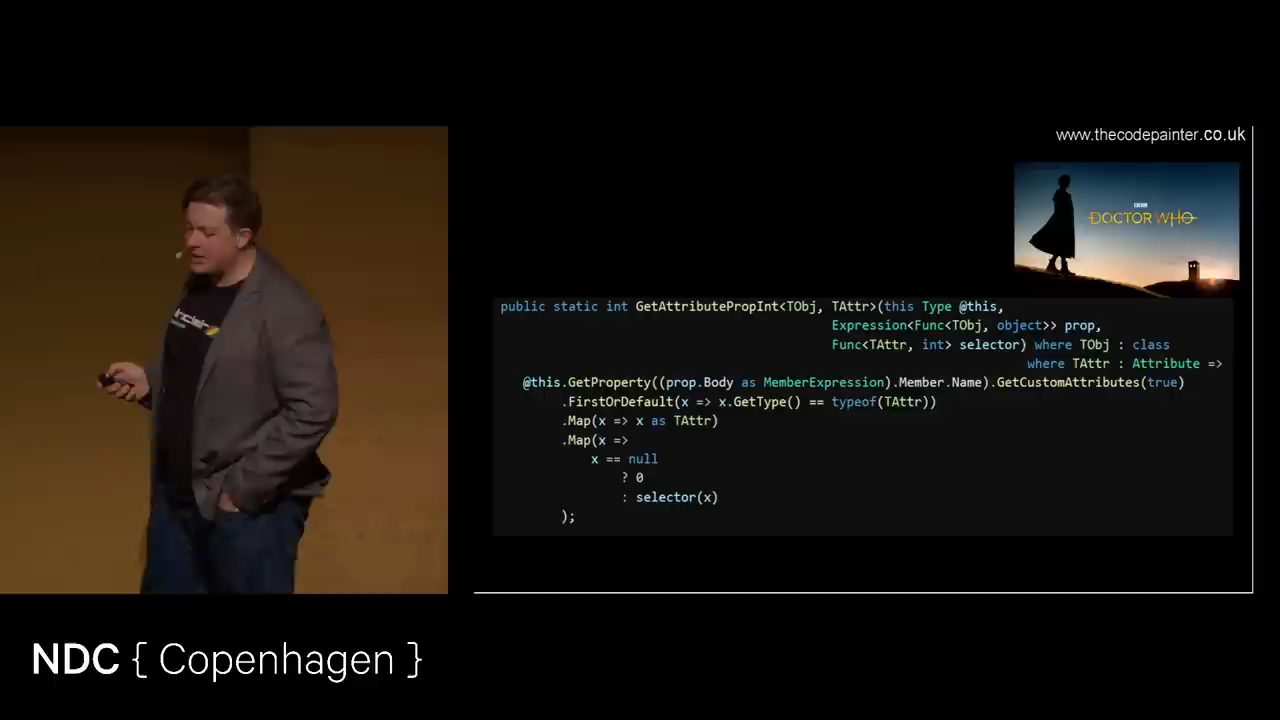 www.thecodepainter.co.uk
BBC
DOCTOR WHO
public static int GetAttributePropInt<TObj, TAttr>(this Type @this,
Expression<Func<TObj, object>> prop,
Func<TAttr, int> selector) where TObj : class
where TAttr : Attribute =>
@this.GetProperty((prop.Body as MemberExpression).Member.Name).GetCustomAttributes(true)
.FirstOrDefault(x => x.GetType() == typeof(TAttr))
.Map(x => x as TAttr)
.Map(x =>
x == null
? 0
: selector(x)
);
NDC { Copenhagen }